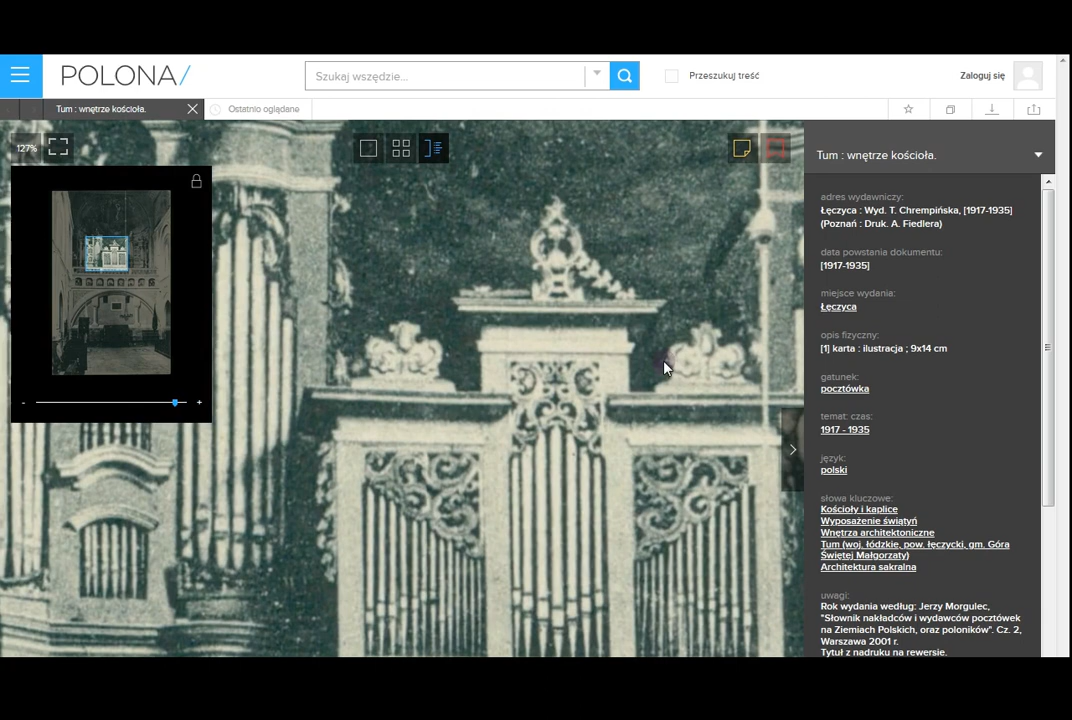 POLONA/
Szukaj wszędzie...
Przeszukuj treść
Zaloguj się
Tum : wnętrze kościoła.
Ostatnio oglądane
127%
Tum : wnętrze kościoła.
adres wydawniczy:
Łęczyca : Wyd. T. Chrempińska, [1917-1935]
(Poznań : Druk. A. Fiedlera)
data powstania dokumentu:
[1917-1935]
miejsce wydania:
Łęczyca
opis fizyczny:
[1] karta : ilustracja ; 9x14 cm
gatunek:
pocztówka
temat: czas:
1917 - 1935
język:
polski
słowa kluczowe:
Kościoły i kaplice
Wyposażenie świątyń
Wnętrza architektoniczne
Tum (woj. łódzkie, pow. łęczycki, gm. Góra
Świętej Małgorzaty)
Architektura sakralna
uwagi:
Rok wydania według: Jerzy Morgulec,
"Słownik nakładców i wydawców pocztówek
na Ziemiach Polskich, oraz poloników". Cz. 2,
Warszawa 2001 r.
Tytuł z nadruku na rewersie.